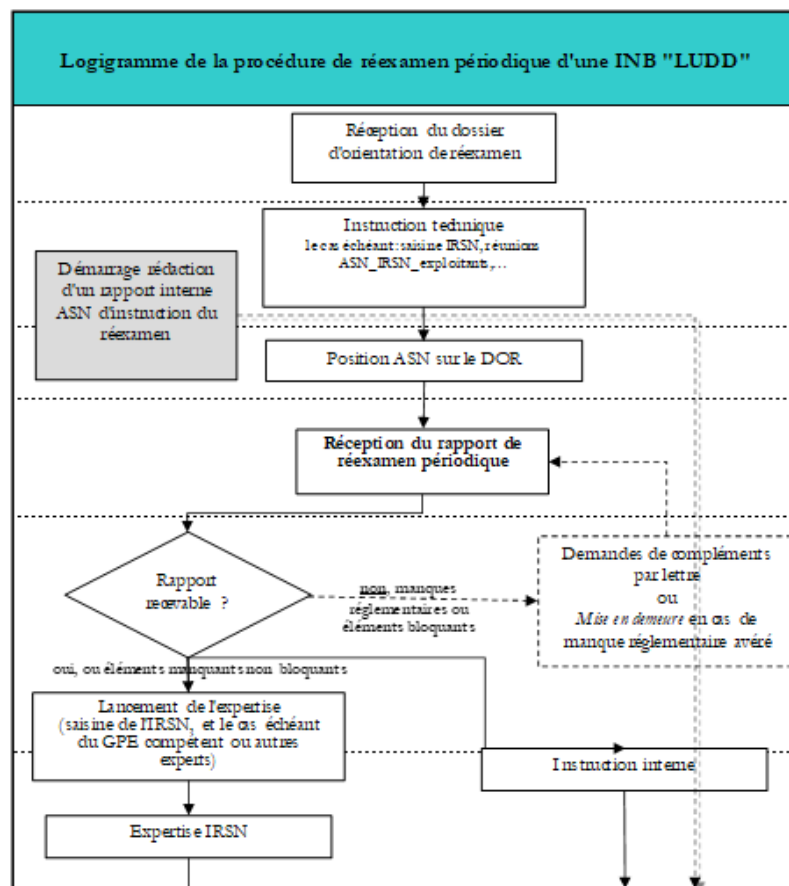 Logigramme de la procédure de réexamen périodique d'une INB "LUDD"
Réception du dossier
d'orientation de réexamen
Instruction technique
le cas échéant : saisine IRSN, réunions
ASN_IRSN_exploitants,…
Démarrage rédaction
d'un rapport interne
ASN d'instruction du
réexamen
Position ASN sur le DOR
Réception du rapport de
réexamen périodique
Rapport
recevable ?
non, manques
réglementaires ou
éléments bloquants
Demandes de compléments
par lettre
ou
Mise en demeure en cas de
manque réglementaire avéré
oui, ou éléments manquants non bloquants
Lancement de l'expertise
(saisine de l'IRSN, et le cas échéant
du GPE compétent ou autres
experts)
Instruction interne
Expertise IRSN